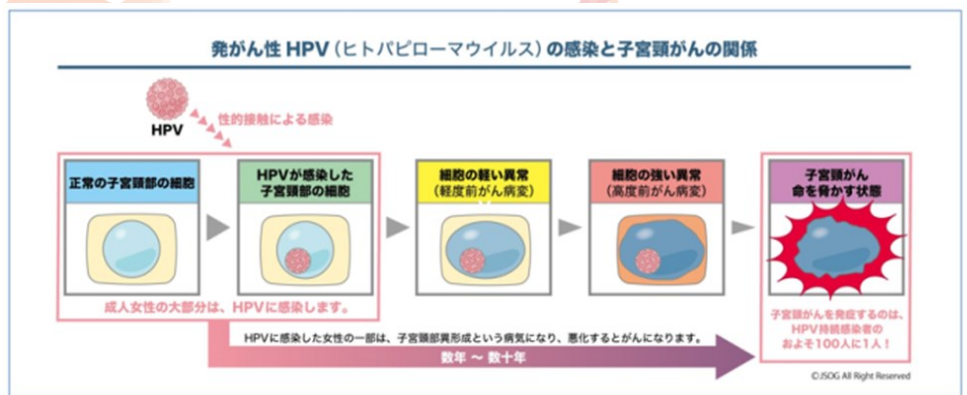 発がん性 HPV(ヒトパピローマウイルス)の感染と子宮頸がんの関係
HPV
性的接触による感染
正常の子宮頸部の細胞
HPVが感染した
子宮頸部の細胞
細胞の軽い異常
(軽度前がん病変)
細胞の強い異常
(高度前がん病変)
子宮頸がん
命を脅かす状態
成人女性の大部分は、HPVに感染します。
子宮頸がんを発症するのは、
HPV持続感染者の
およそ100人に1人!
HPVに感染した女性の一部は、子宮頸部異形成という病気になり、悪化するとがんになります。
数年 〜 数十年
©JSOG All Right Reserved